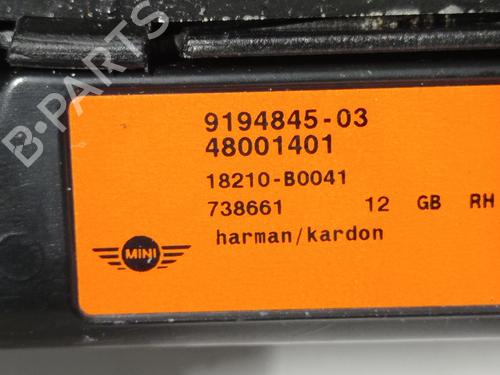 9194845-03
48001401
18210-B0041
738661 12 GB RH
harman/kardon
MINI
B-PARTS